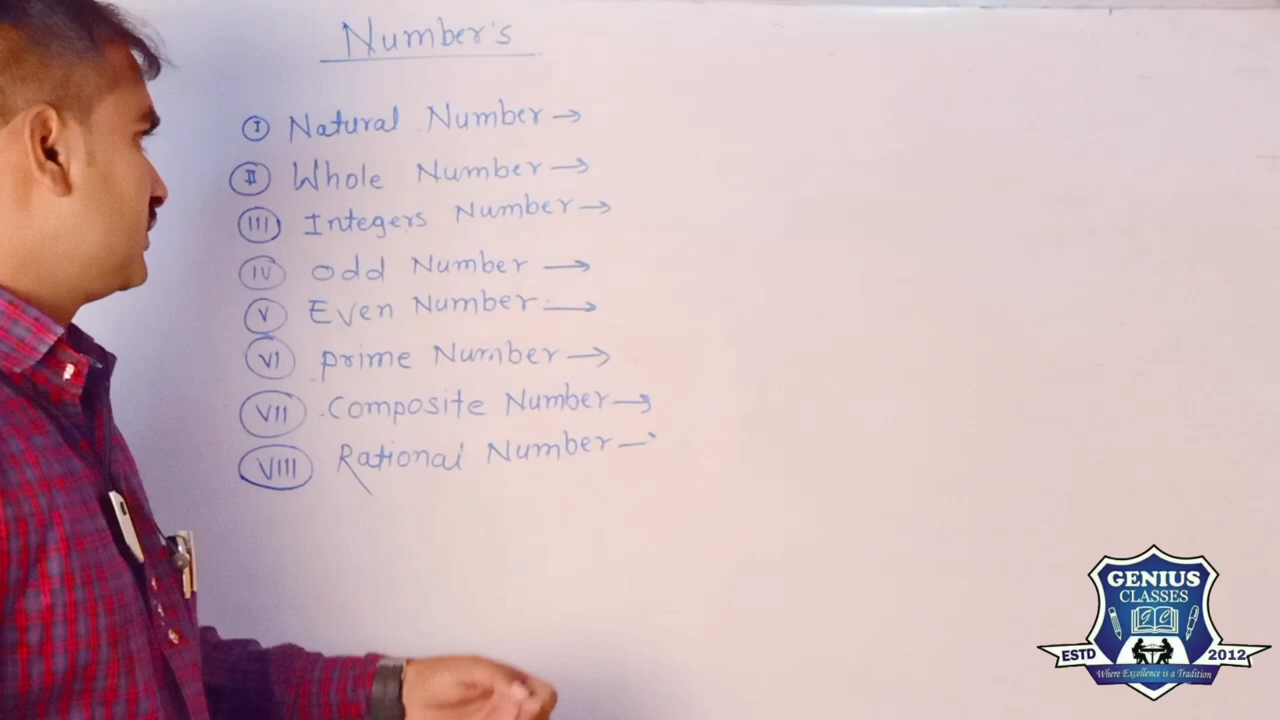 Number's
I Natural Number →
II Whole Number →
III Integers Number →
IV Odd Number →
V Even Number →
VI Prime Number →
VII Composite Number →
VIII Rational Number →
GENIUS
CLASSES
GC
ESTD 2012
Where Excellence is a Tradition